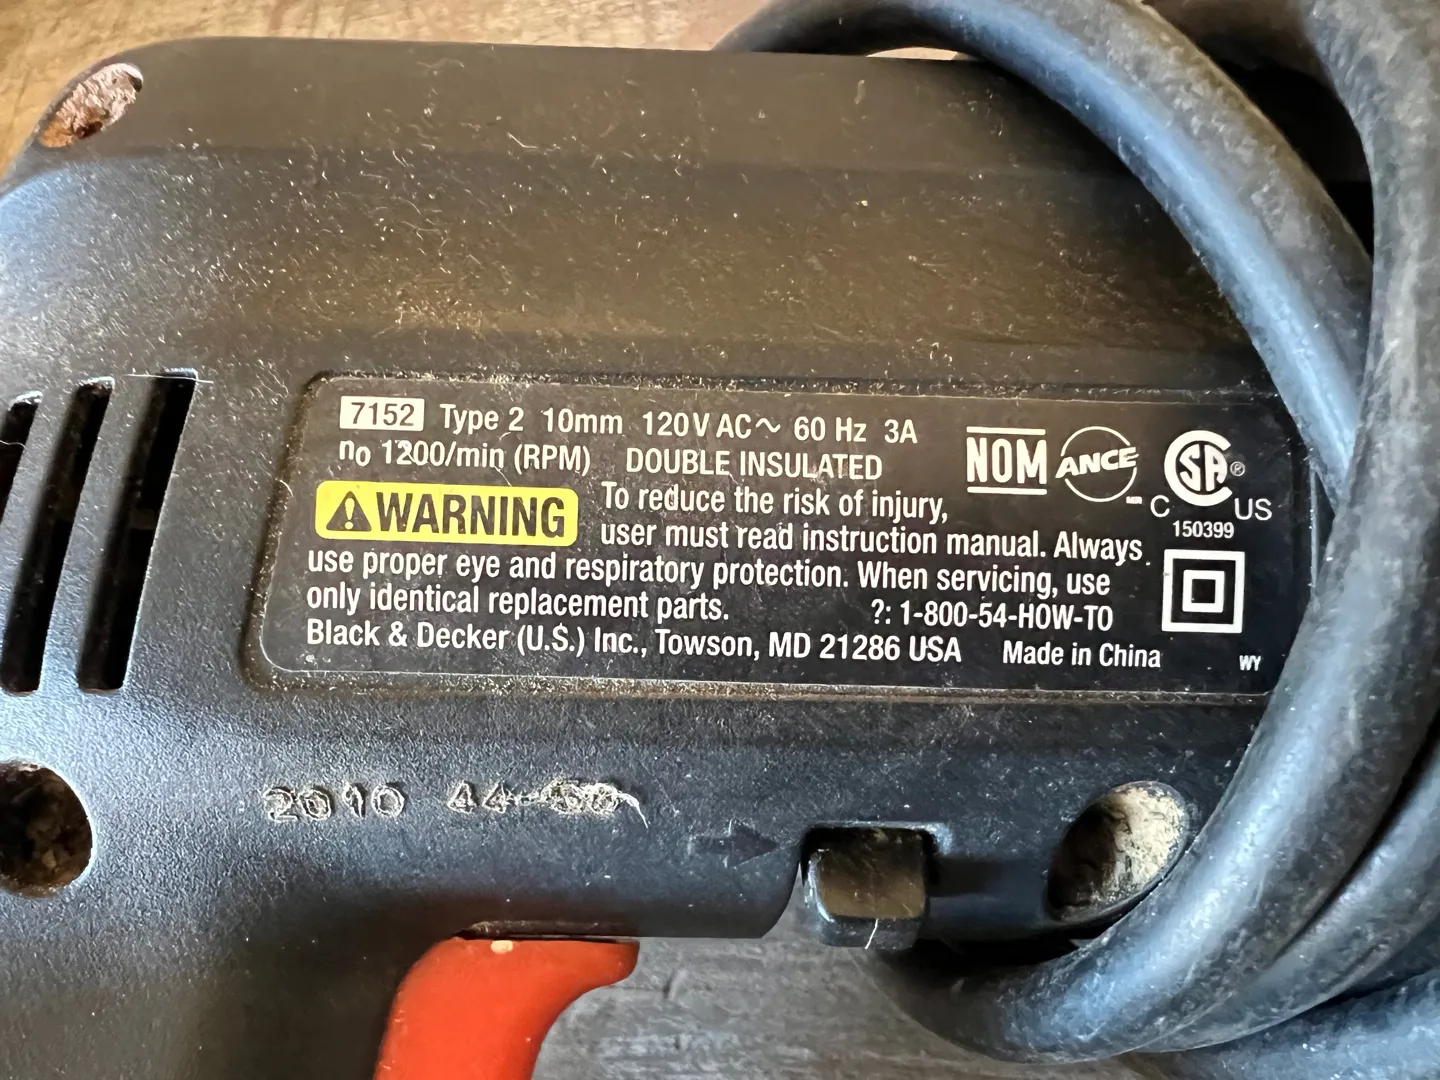 7152 Type 2 10mm 120V AC~ 60 Hz 3A
no 1200/min (RPM) DOUBLE INSULATED
NOM ANCE
C SA® US
150399
⚠WARNING To reduce the risk of injury,
user must read instruction manual. Always
use proper eye and respiratory protection. When servicing, use
only identical replacement parts. ?: 1-800-54-HOW-TO
Black & Decker (U.S.) Inc., Towson, MD 21286 USA Made in China
WY
2010 44